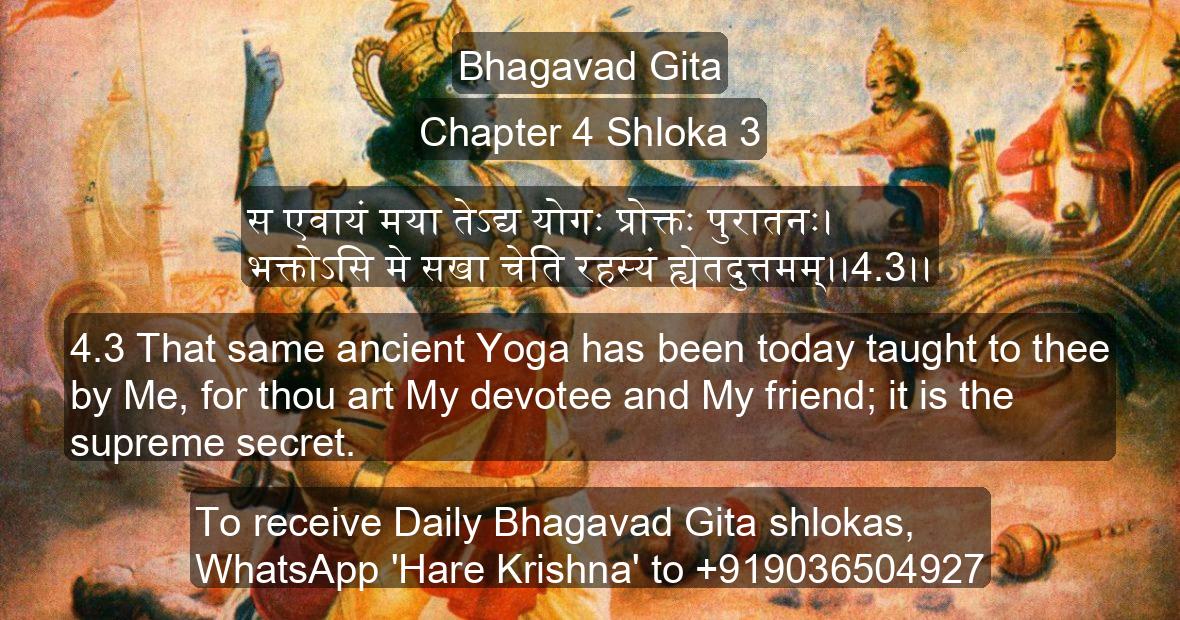 Bhagavad Gita
Chapter 4 Shloka 3
स एवायं मया तेऽद्य योगः प्रोक्तः पुरातनः।
भक्तोऽसि मे सखा चेति रहस्यं ह्येतदुत्तमम्।।4.3।।
4.3 That same ancient Yoga has been today taught to thee
by Me, for thou art My devotee and My friend; it is the
supreme secret.
To receive Daily Bhagavad Gita shlokas,
WhatsApp 'Hare Krishna' to +919036504927